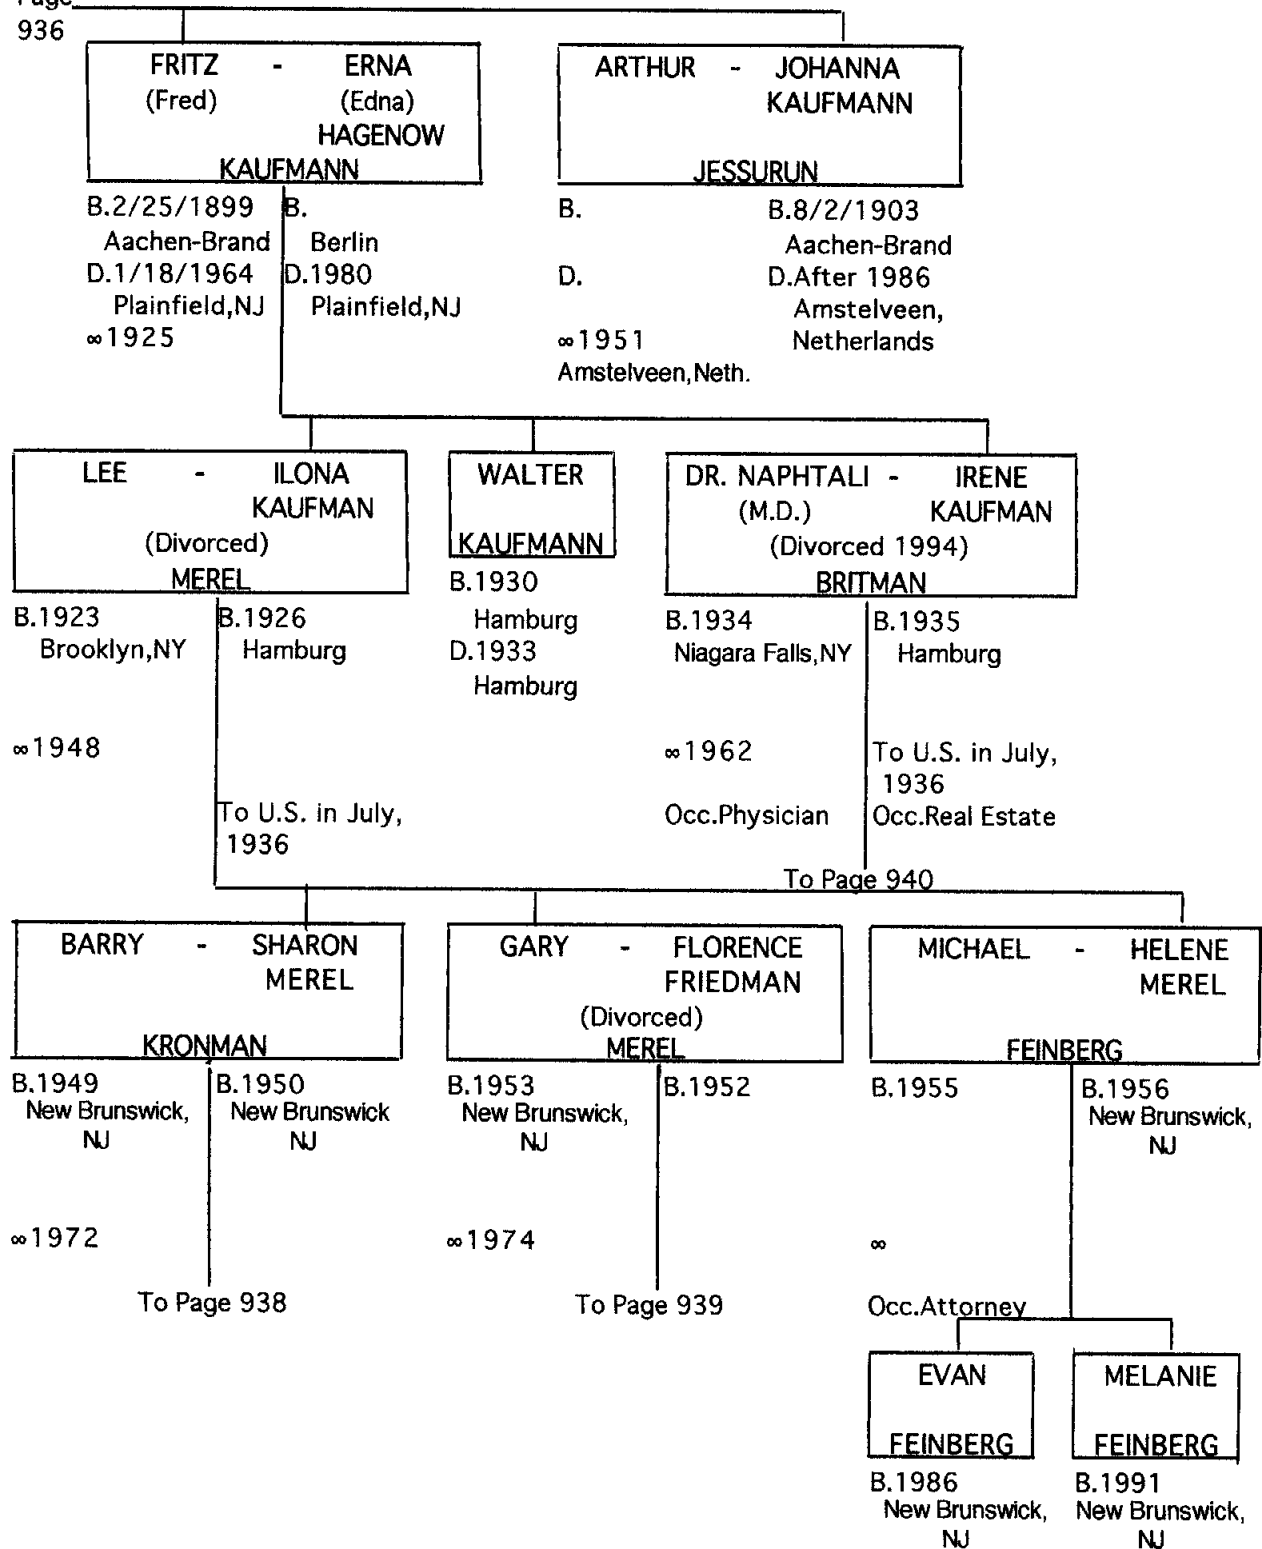 Page
936
FRITZ - ERNA
(Fred) (Edna)
HAGENOW
KAUFMANN
B.2/25/1899 B.
Aachen-Brand Berlin
D.1/18/1964 D.1980
Plainfield,NJ Plainfield,NJ
∞1925
ARTHUR - JOHANNA
KAUFMANN
JESSURUN
B. B.8/2/1903
Aachen-Brand
D. D.After 1986
Amstelveen,
∞1951 Netherlands
Amstelveen,Neth.
LEE - ILONA
KAUFMAN
(Divorced)
MEREL
B.1923 B.1926
Brooklyn,NY Hamburg
∞1948
To U.S. in July,
1936
WALTER
KAUFMANN
B.1930
Hamburg
D.1933
Hamburg
DR. NAPHTALI - IRENE
(M.D.) KAUFMAN
(Divorced 1994)
BRITMAN
B.1934 B.1935
Niagara Falls,NY Hamburg
∞1962 To U.S. in July,
1936
Occ.Physician Occ.Real Estate
To Page 940
BARRY - SHARON
MEREL
KRONMAN
B.1949 B.1950
New Brunswick, New Brunswick
NJ NJ
∞1972
To Page 938
GARY - FLORENCE
FRIEDMAN
(Divorced)
MEREL
B.1953 B.1952
New Brunswick,
NJ
∞1974
To Page 939
MICHAEL - HELENE
MEREL
FEINBERG
B.1955 B.1956
New Brunswick,
NJ
∞
Occ.Attorney
EVAN
FEINBERG
B.1986
New Brunswick,
NJ
MELANIE
FEINBERG
B.1991
New Brunswick,
NJ